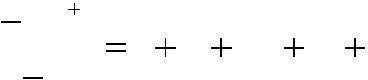 − +
= + + + +
−